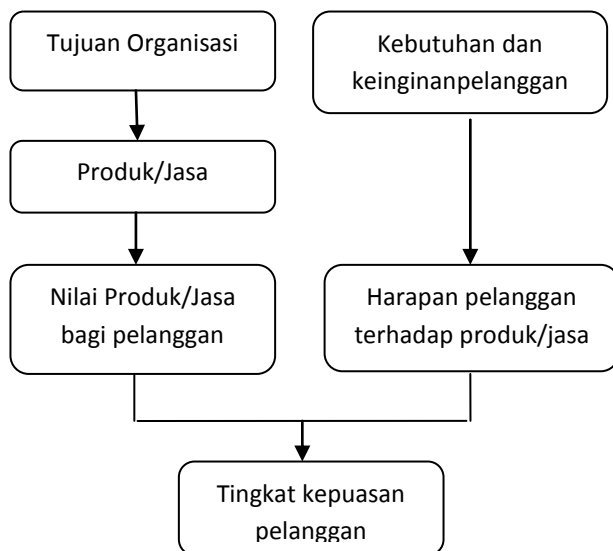 Tujuan Organisasi
Kebutuhan dan
keinginanpelanggan
Produk/Jasa
Nilai Produk/Jasa
bagi pelanggan
Harapan pelanggan
terhadap produk/jasa
Tingkat kepuasan
pelanggan